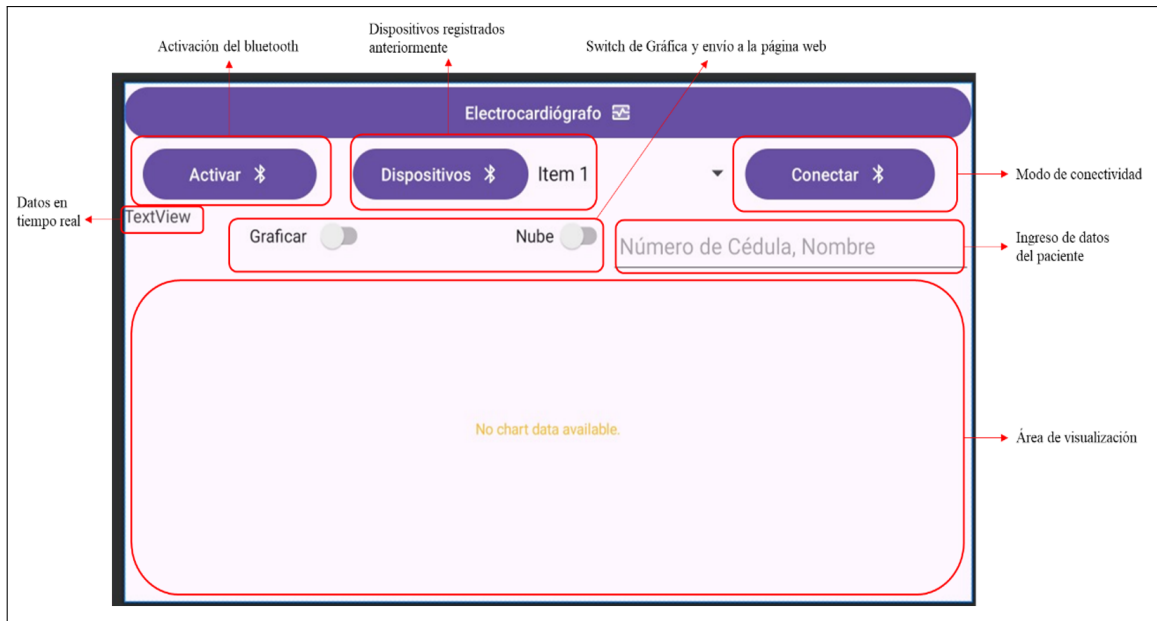 Activación del bluetooth
Dispositivos registrados
anteriormente
Switch de Gráfica y envío a la página web
Electrocardiógrafo
Activar
Dispositivos
Item 1
Conectar
Modo de conectividad
Datos en
tiempo real
TextView
Graficar
Nube
Número de Cédula, Nombre
Ingreso de datos
del paciente
No chart data available.
Área de visualización